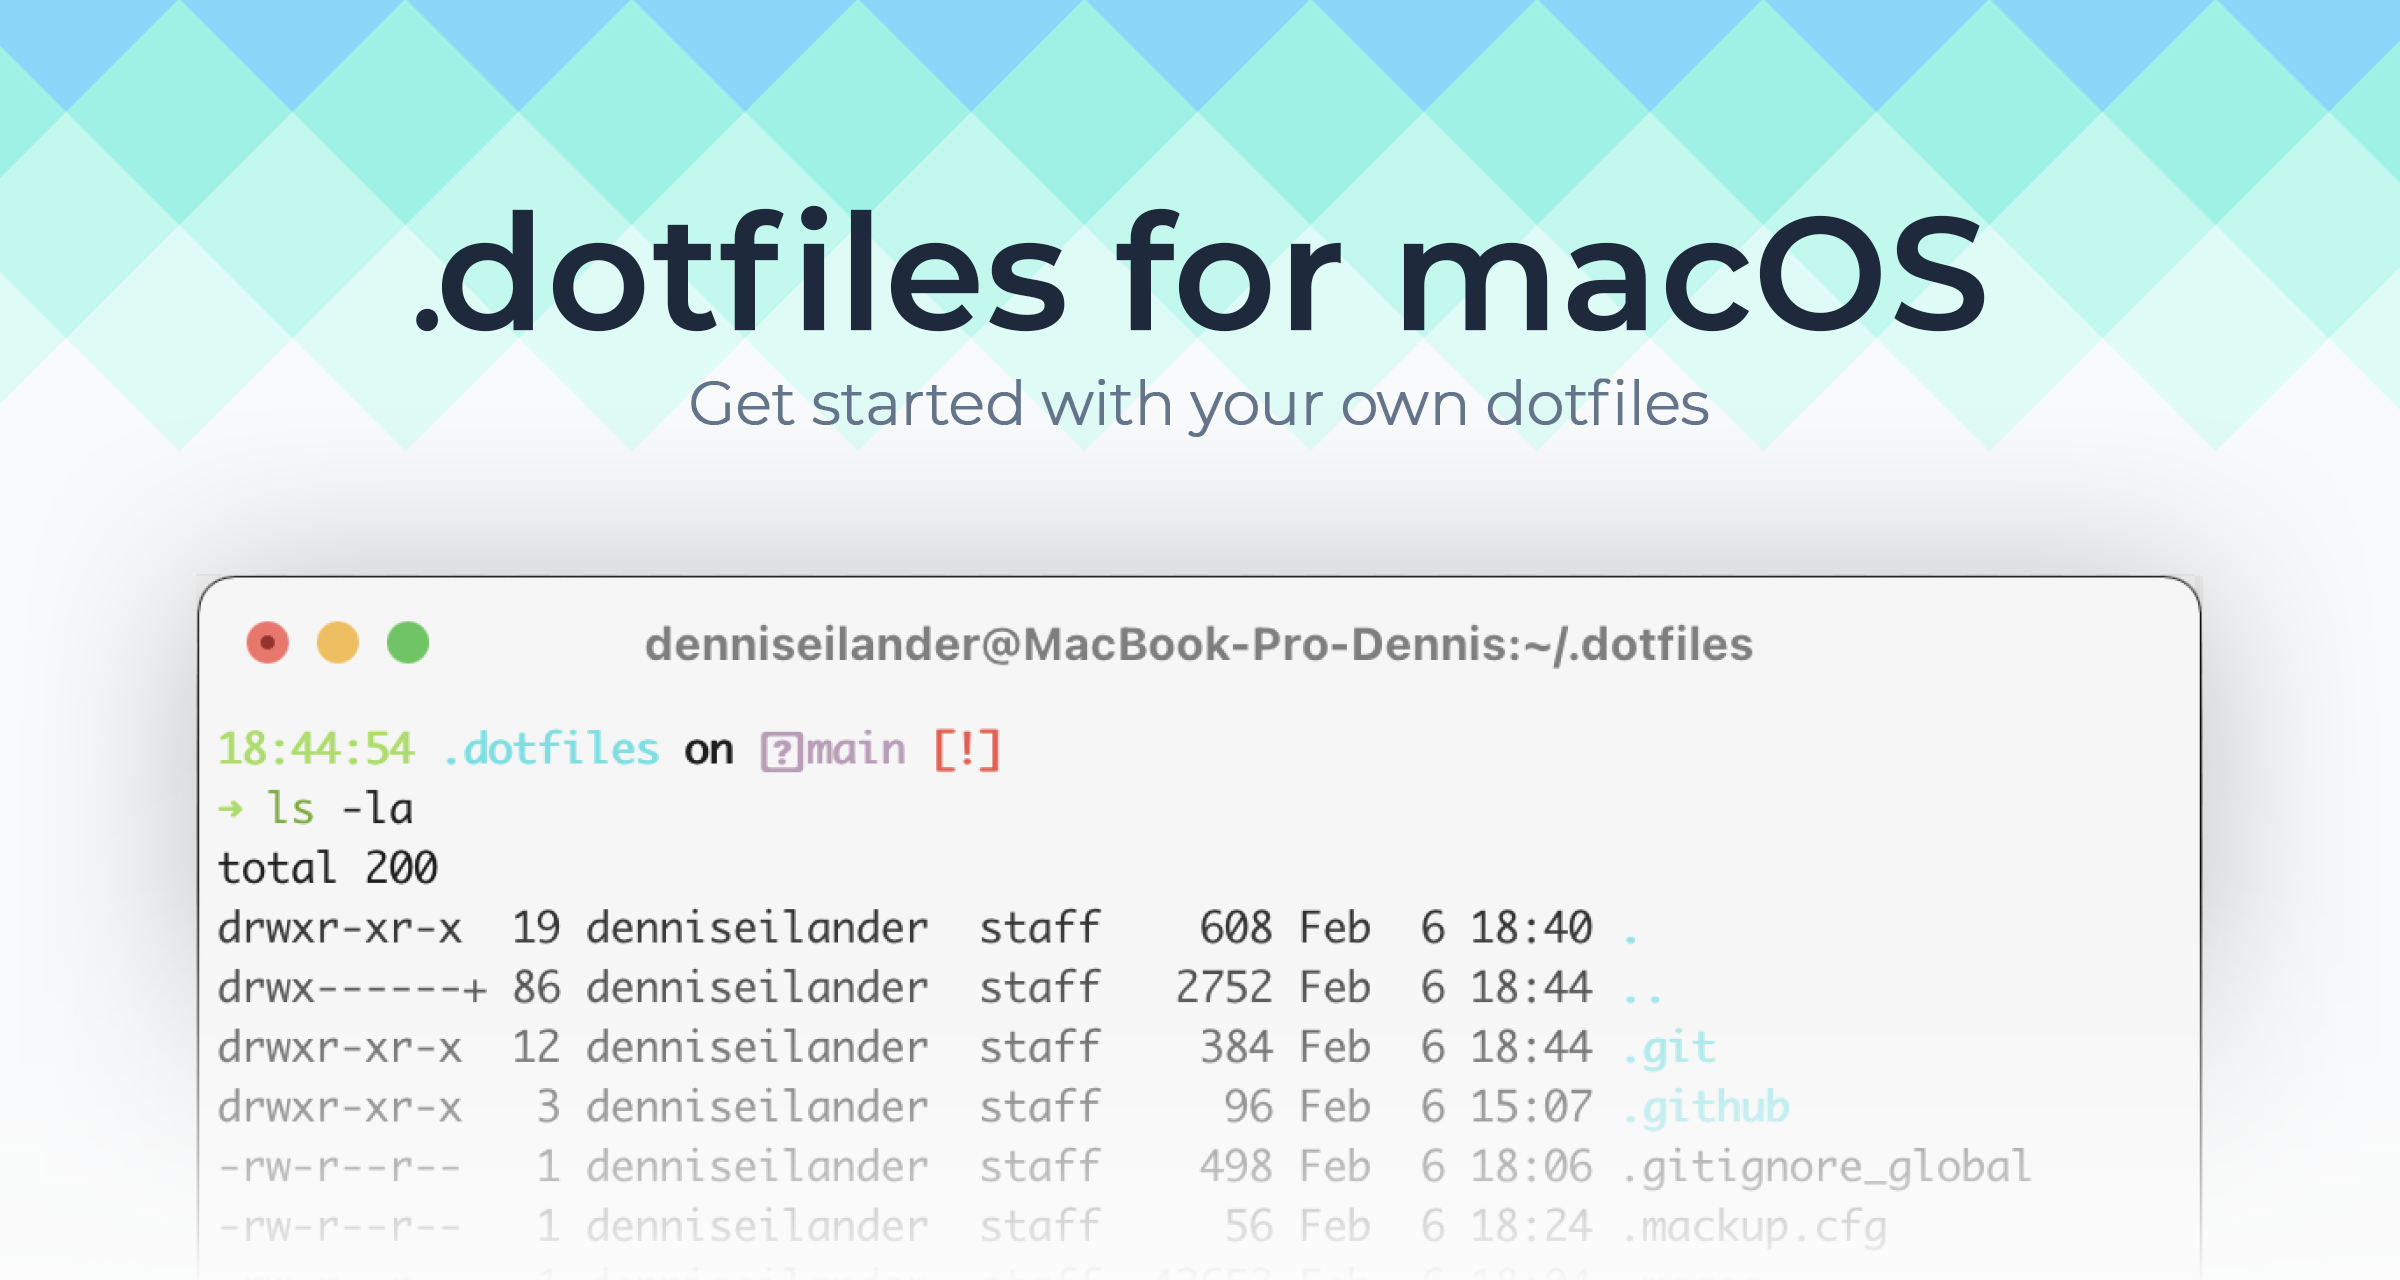 .dotfiles for macOS
Get started with your own dotfiles
denniseilander@MacBook-Pro-Dennis:~/.dotfiles
18:44:54 .dotfiles on main [!]
➜ ls -la
total 200
drwxr-xr-x  19 denniseilander  staff    608 Feb  6 18:40 .
drwx------+ 86 denniseilander  staff   2752 Feb  6 18:44 ..
drwxr-xr-x  12 denniseilander  staff    384 Feb  6 18:44 .git
drwxr-xr-x   3 denniseilander  staff     96 Feb  6 15:07 .github
-rw-r--r--   1 denniseilander  staff    498 Feb  6 18:06 .gitignore_global
-rw-r--r--   1 denniseilander  staff     56 Feb  6 18:24 .mackup.cfg